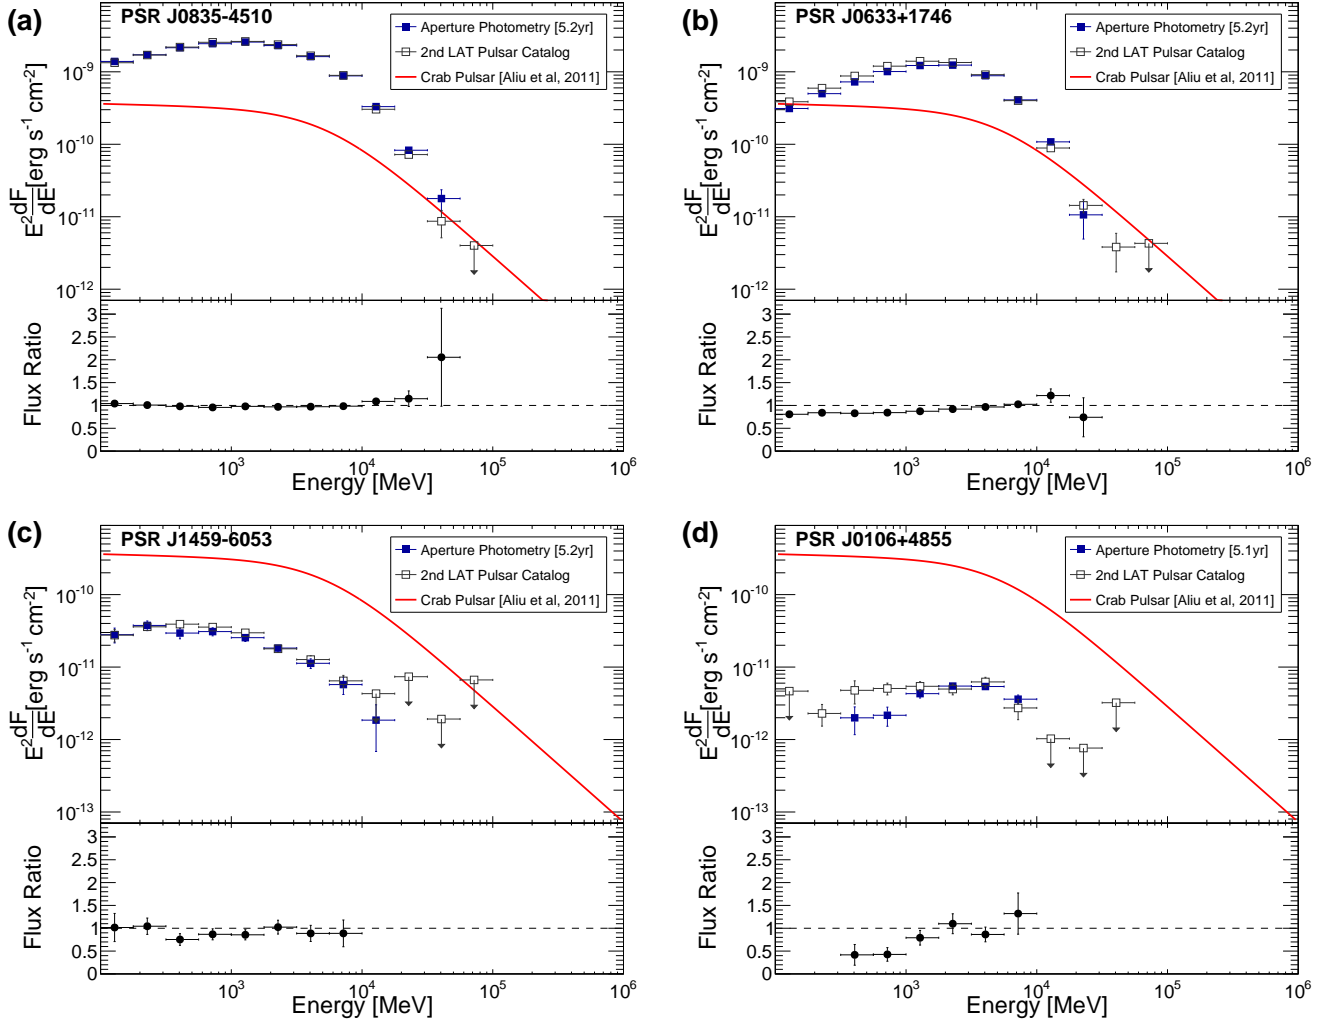 (a)
PSR J0835-4510
Aperture Photometry [5.2yr]
2nd LAT Pulsar Catalog
Crab Pulsar [Aliu et al, 2011]
E² dF/dE [erg s⁻¹ cm⁻²]
10⁻⁹
10⁻¹⁰
10⁻¹¹
10⁻¹²
Flux Ratio
3
2.5
2
1.5
1
0.5
0
10³ 10⁴ 10⁵ 10⁶
Energy [MeV]
(b)
PSR J0633+1746
Aperture Photometry [5.2yr]
2nd LAT Pulsar Catalog
Crab Pulsar [Aliu et al, 2011]
E² dF/dE [erg s⁻¹ cm⁻²]
10⁻⁹
10⁻¹⁰
10⁻¹¹
10⁻¹²
Flux Ratio
3
2.5
2
1.5
1
0.5
0
10³ 10⁴ 10⁵ 10⁶
Energy [MeV]
(c)
PSR J1459-6053
Aperture Photometry [5.2yr]
2nd LAT Pulsar Catalog
Crab Pulsar [Aliu et al, 2011]
E² dF/dE [erg s⁻¹ cm⁻²]
10⁻¹⁰
10⁻¹¹
10⁻¹²
10⁻¹³
Flux Ratio
3
2.5
2
1.5
1
0.5
0
10³ 10⁴ 10⁵ 10⁶
Energy [MeV]
(d)
PSR J0106+4855
Aperture Photometry [5.1yr]
2nd LAT Pulsar Catalog
Crab Pulsar [Aliu et al, 2011]
E² dF/dE [erg s⁻¹ cm⁻²]
10⁻¹⁰
10⁻¹¹
10⁻¹²
10⁻¹³
Flux Ratio
3
2.5
2
1.5
1
0.5
0
10³ 10⁴ 10⁵ 10⁶
Energy [MeV]